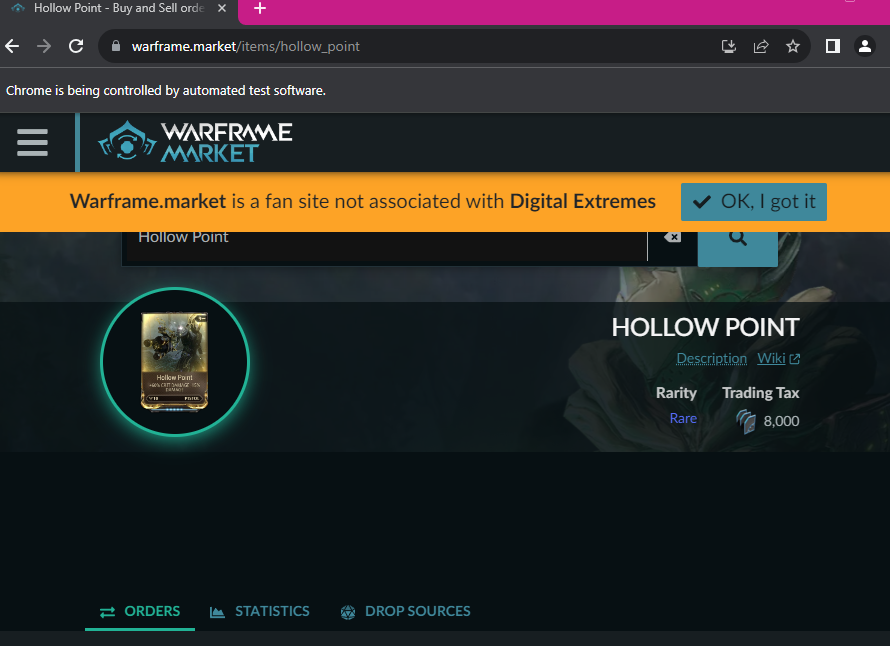 Hollow Point - Buy and Sell orde
warframe.market/items/hollow_point
Chrome is being controlled by automated test software.
WARFRAME
MARKET
Warframe.market is a fan site not associated with Digital Extremes
OK, I got it
Hollow Point
HOLLOW POINT
Description Wiki
Rarity Trading Tax
Rare 8,000
Hollow Point
ORDERS STATISTICS DROP SOURCES